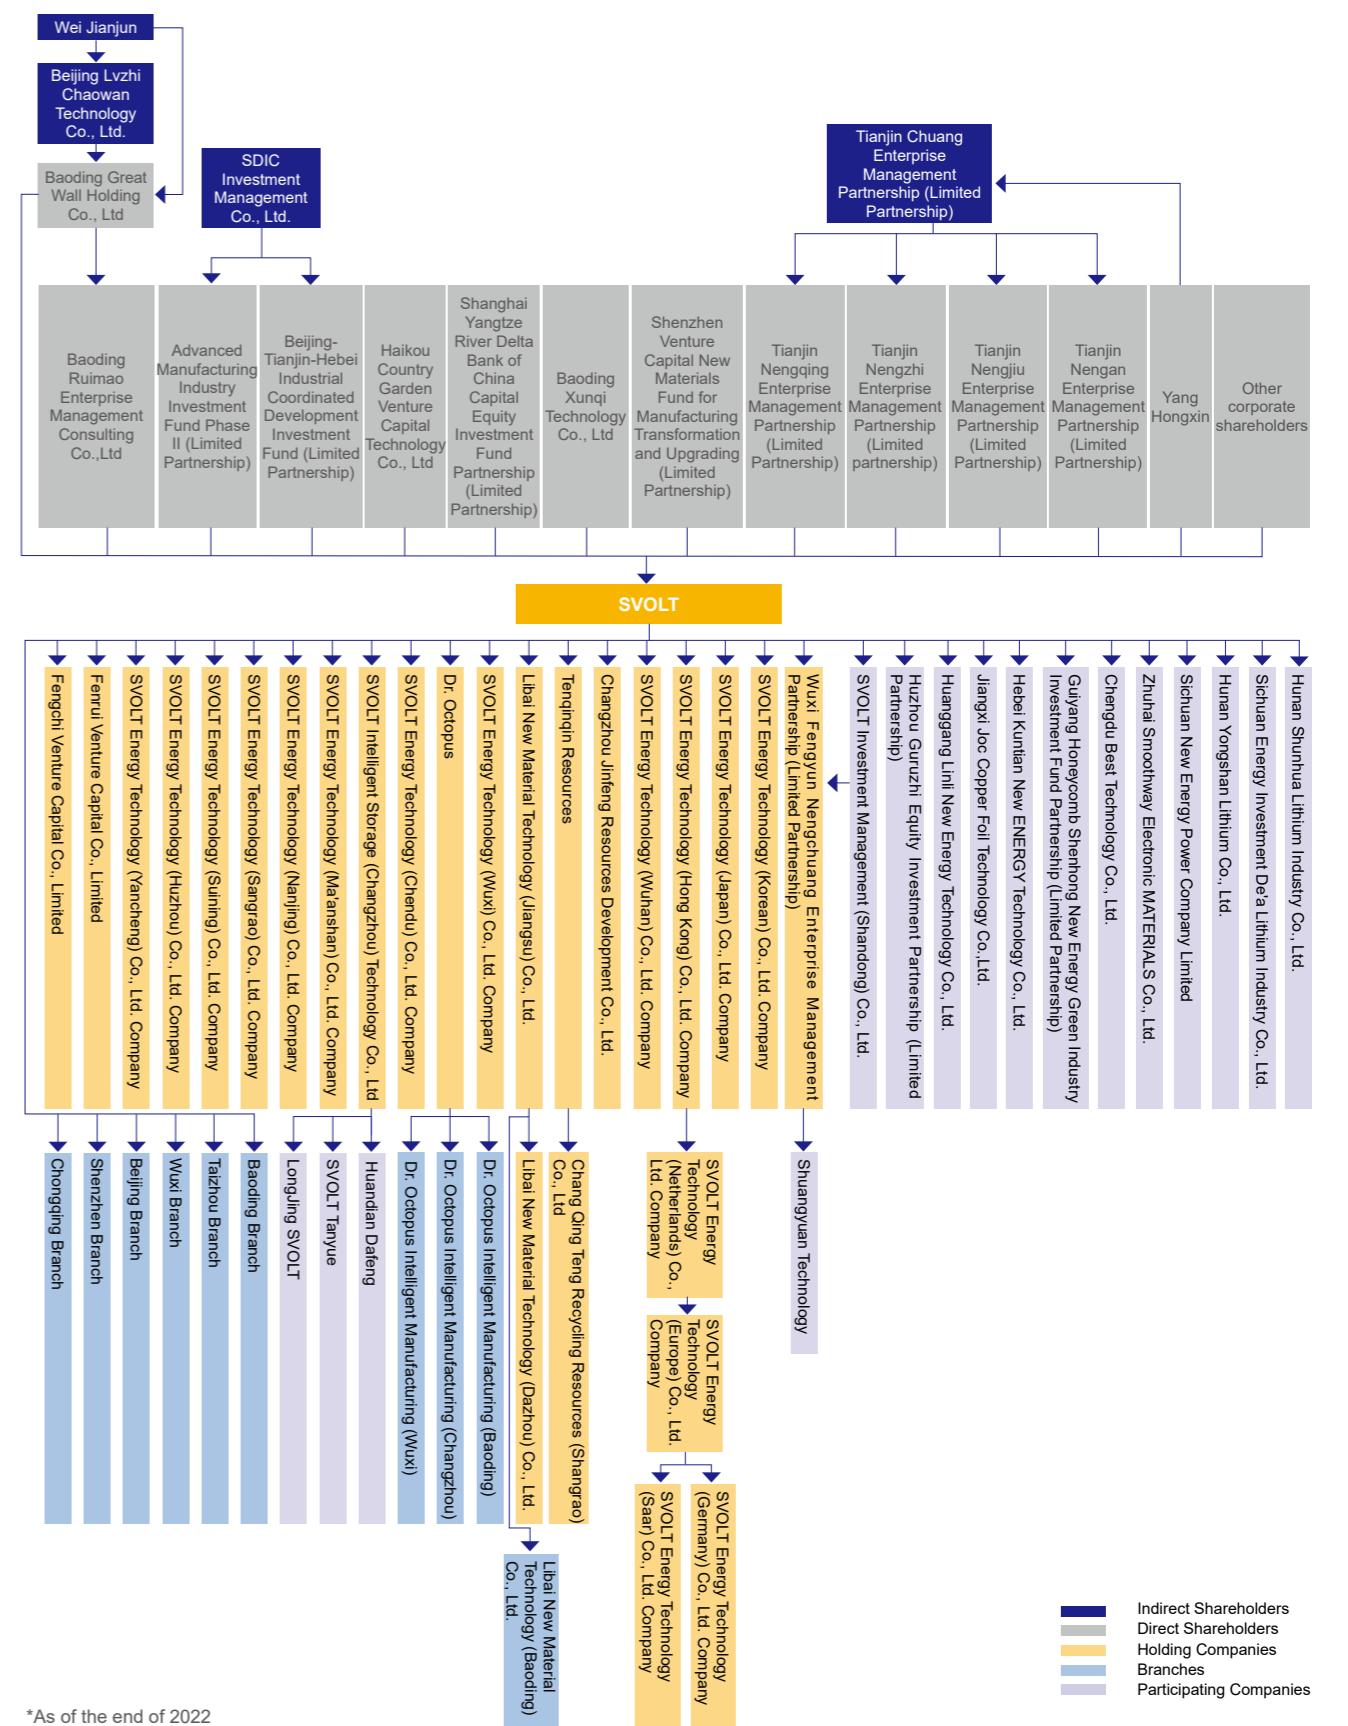 Wei Jianjun
Beijing Lvzhi
Chaowan
Technology
Co., Ltd.
Baoding Great
Wall Holding
Co., Ltd
SDIC
Investment
Management
Co., Ltd.
Tianjin Chuang
Enterprise
Management
Partnership (Limited
Partnership)
Baoding
Ruimao
Enterprise
Management
Consulting
Co.,Ltd
Advanced
Manufacturing
Industry
Investment
Fund Phase
II (Limited
Partnership)
Beijing-
Tianjin-Hebei
Industrial
Coordinated
Development
Investment
Fund (Limited
Partnership)
Haikou
Country
Garden
Venture
Capital
Technology
Co., Ltd
Shanghai
Yangtze
River Delta
Bank of
China
Capital
Equity
Investment
Fund
Partnership
(Limited
Partnership)
Baoding
Xunqi
Technology
Co., Ltd
Shenzhen
Venture
Capital New
Materials
Fund for
Manufacturing
Transformation
and Upgrading
(Limited
Partnership)
Tianjin
Nengqing
Enterprise
Management
Partnership
(Limited
Partnership)
Tianjin
Nengzhi
Enterprise
Management
Partnership
(Limited
partnership)
Tianjin
Nengjiu
Enterprise
Management
Partnership
(Limited
Partnership)
Tianjin
Nengan
Enterprise
Management
Partnership
(Limited
Partnership)
Yang
Hongxin
Other
corporate
shareholders
SVOLT
Fengchi Venture Capital Co., Limited
Fenrui Venture Capital Co., Limited
SVOLT Energy Technology (Yancheng) Co., Ltd. Company
SVOLT Energy Technology (Huzhou) Co., Ltd. Company
SVOLT Energy Technology (Suining) Co., Ltd. Company
SVOLT Energy Technology (Sangrao) Co., Ltd. Company
SVOLT Energy Technology (Nanjing) Co., Ltd. Company
SVOLT Energy Technology (Ma'anshan) Co., Ltd. Company
SVOLT Intelligent Storage (Changzhou) Technology Co., Ltd
SVOLT Energy Technology (Chendu) Co., Ltd. Company
Dr. Octopus
SVOLT Energy Technology (Wuxi) Co., Ltd. Company
Libai New Material Technology (Jiangsu) Co., Ltd.
Tenqinqin Resources
Changzhou Jinfeng Resources Development Co., Ltd.
SVOLT Energy Technology (Wuhan) Co., Ltd. Company
SVOLT Energy Technology (Hong Kong) Co., Ltd. Company
SVOLT Energy Technology (Japan) Co., Ltd. Company
SVOLT Energy Technology (Korean) Co., Ltd. Company
Wuxi Fengyun Nengchuang Enterprise Management
Partnership (Limited Partnership)
SVOLT Investment Management (Shandong) Co., Ltd.
Huzhou Guruzhi Equity Investment Partnership (Limited
Partnership)
Huanggang Linli New Energy Technology Co., Ltd.
Jiangxi Joc Copper Foil Technology Co.,Ltd.
Hebei Kuntian New ENERGY Technology Co., Ltd.
Guiyang Honeycomb Shenhong New Energy Green Industry
Investment Fund Partnership (Limited Partnership)
Chengdu Best Technology Co., Ltd.
Zhuhai Smoothway Electronic MATERIALS Co., Ltd.
Sichuan New Energy Power Company Limited
Hunan Yongshan Lithium Co., Ltd.
Sichuan Energy Investment De'a Lithium Industry Co., Ltd.
Hunan Shunhua Lithium Industry Co., Ltd.
Chongqing Branch
Shenzhen Branch
Beijing Branch
Wuxi Branch
Taizhou Branch
Baoding Branch
LongJing SVOLT
SVOLT Tanyue
Huandian Dafeng
Dr. Octopus Intelligent Manufacturing (Wuxi)
Dr. Octopus Intelligent Manufacturing (Changzhou)
Dr. Octopus Intelligent Manufacturing (Baoding)
Libai New Material Technology (Dazhou) Co., Ltd.
Chang Qing Teng Recycling Resources (Shangrao)
Co., Ltd
SVOLT Energy
Technology
(Netherlands) Co.,
Ltd. Company
Shuangyuan Technology
SVOLT Energy
Technology
(Europe) Co., Ltd.
Company
SVOLT Energy Technology
(Saar) Co., Ltd. Company
SVOLT Energy Technology
(Germany) Co., Ltd. Company
Libai New Material
Technology (Baoding)
Co., Ltd.
Indirect Shareholders
Direct Shareholders
Holding Companies
Branches
Participating Companies
*As of the end of 2022